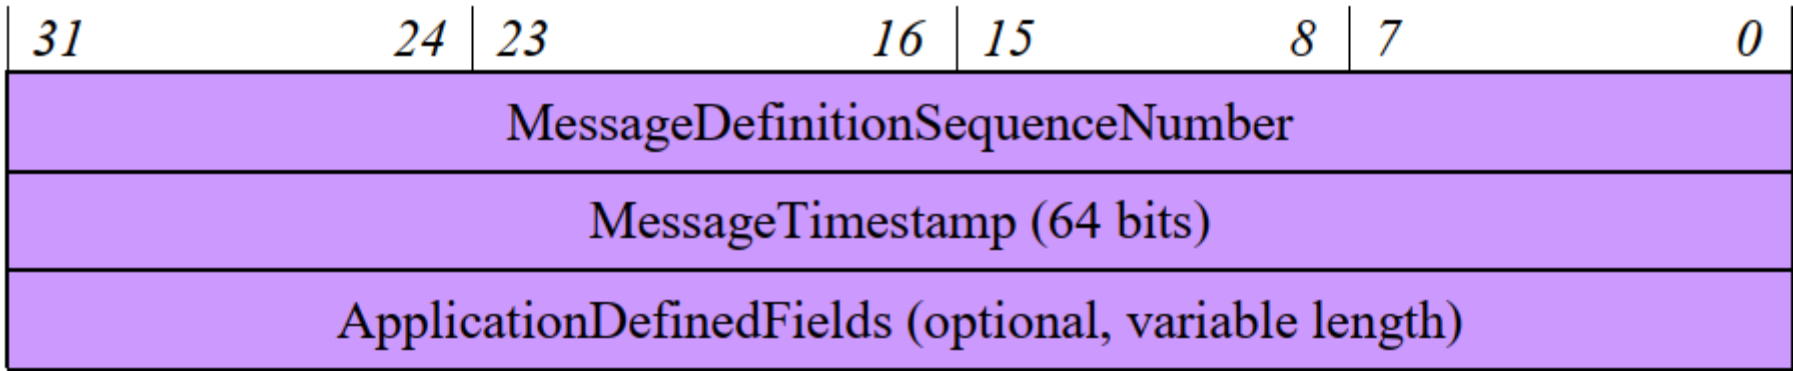 31 24 23 16 15 8 7 0
MessageDefinitionSequenceNumber
MessageTimestamp (64 bits)
ApplicationDefinedFields (optional, variable length)